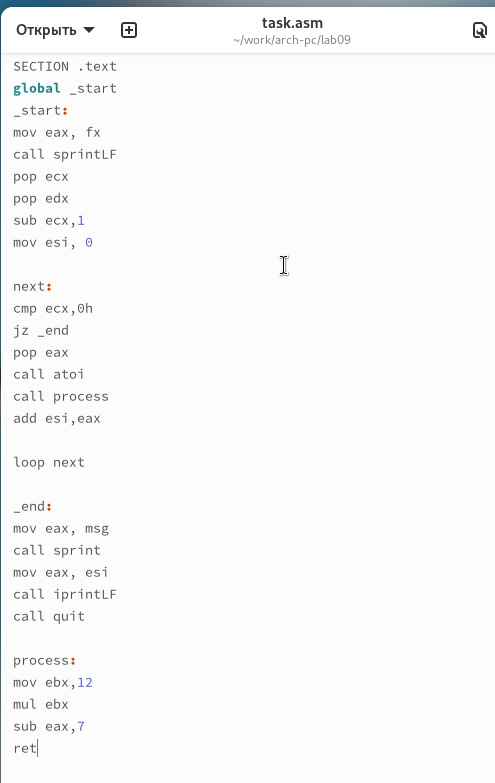 Открыть
task.asm
~/work/arch-pc/lab09
SECTION .text
global _start
_start:
mov eax, fx
call sprintLF
pop ecx
pop edx
sub ecx,1
mov esi, 0
next:
cmp ecx,0h
jz _end
pop eax
call atoi
call process
add esi,eax
loop next
_end:
mov eax, msg
call sprint
mov eax, esi
call iprintLF
call quit
process:
mov ebx,12
mul ebx
sub eax,7
ret